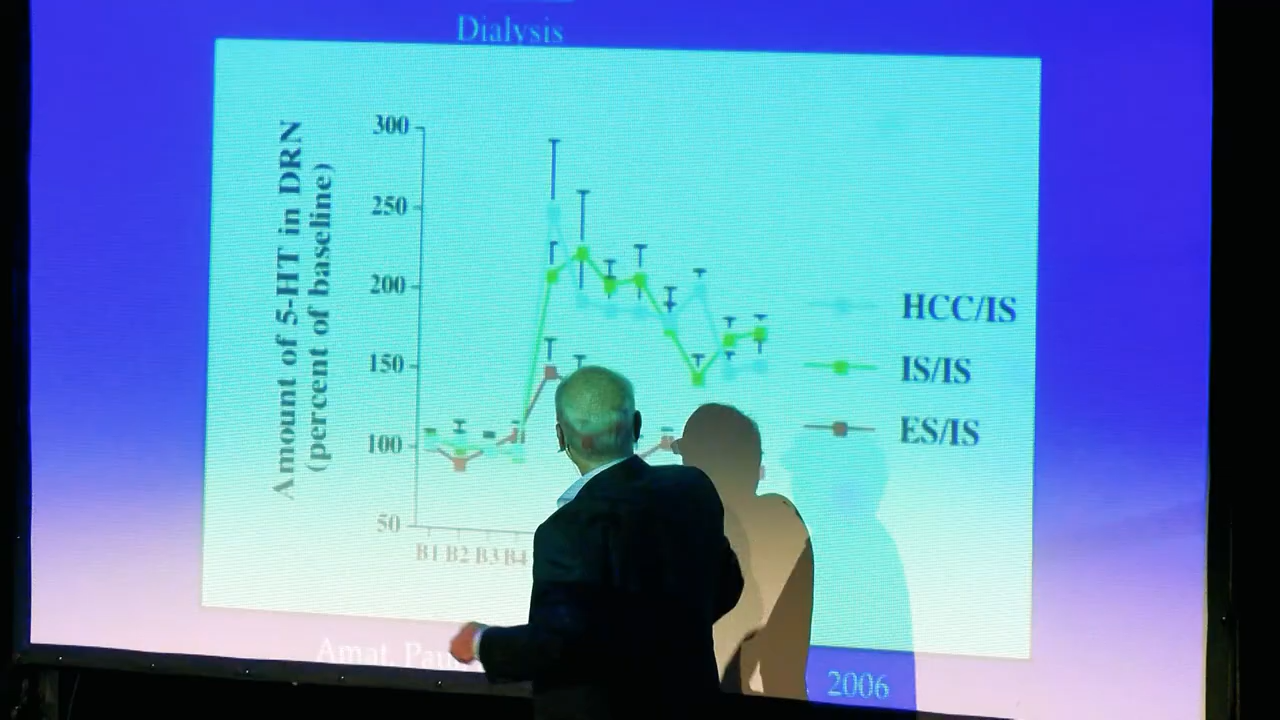 Dialysis
Amount of 5-HT in DRN
(percent of baseline)
300
250
200
150
100
50
B1 B2 B3 B4
HCC/IS
IS/IS
ES/IS
Amat,
2006